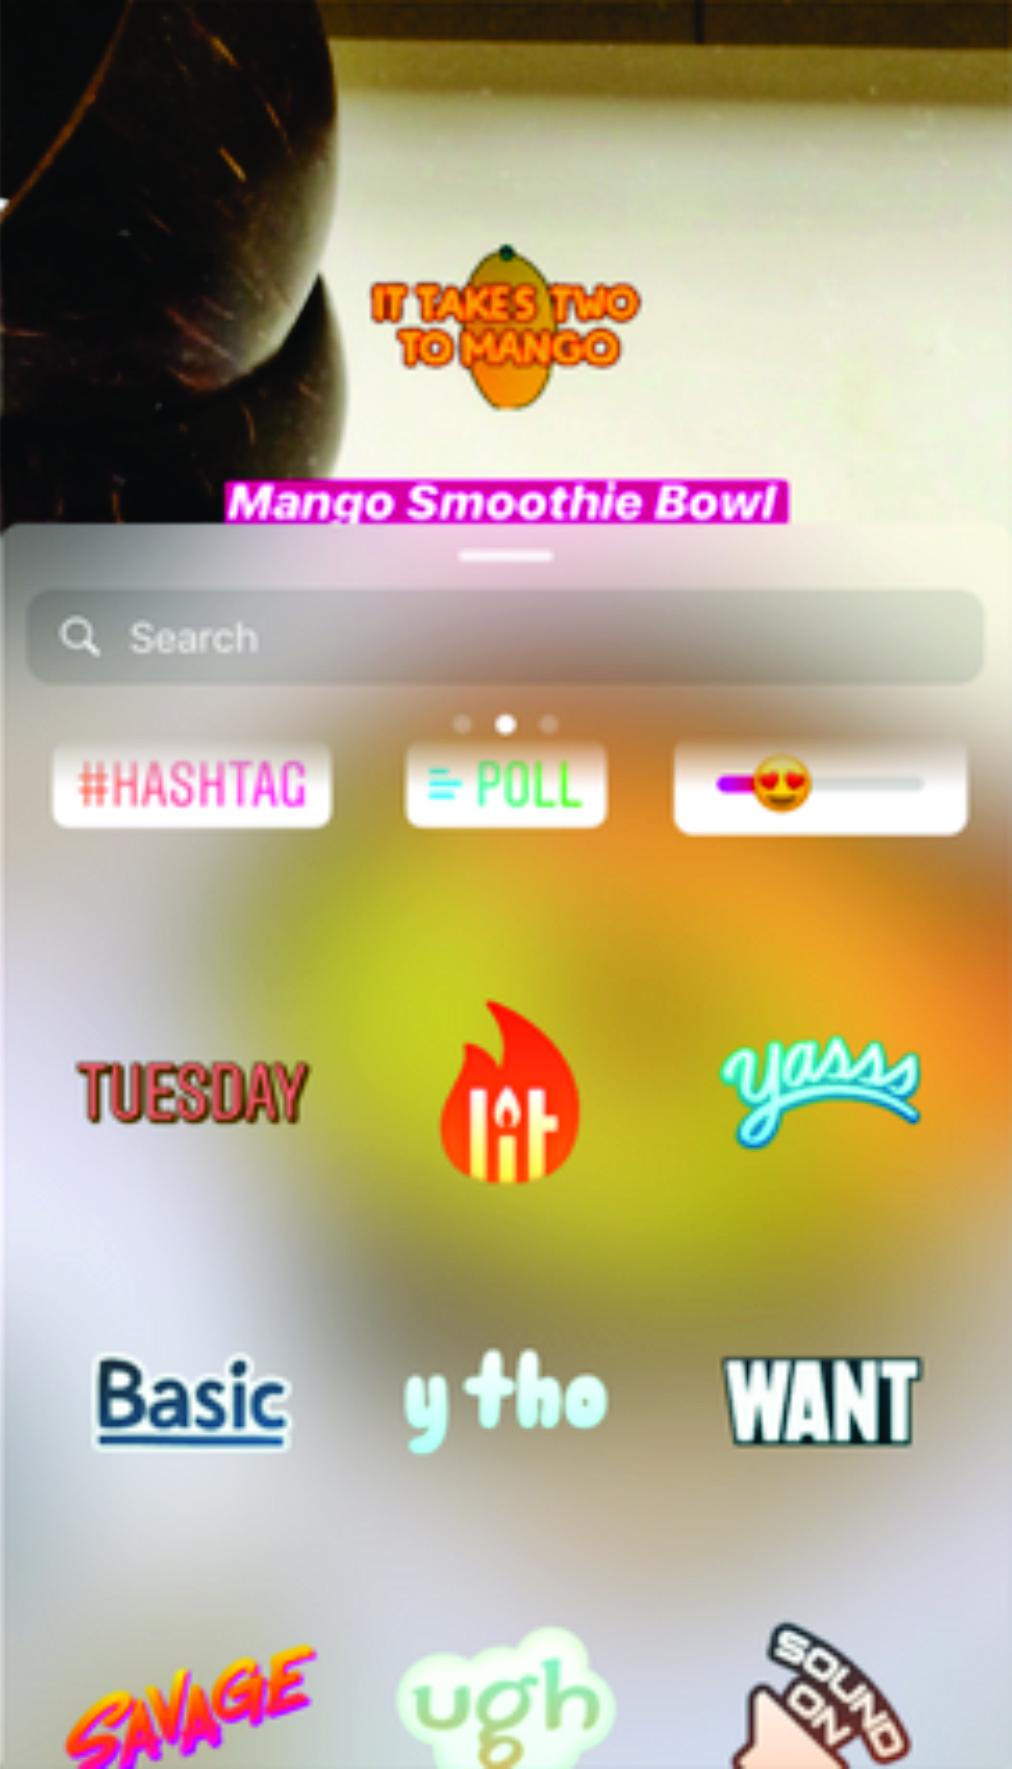 IT TAKES TWO
TO MANGO
Mango Smoothie Bowl
Search
#HASHTAG
POLL
TUESDAY
lit
yasss
Basic
y tho
WANT
SAVAGE
ugh
SOUND
ON